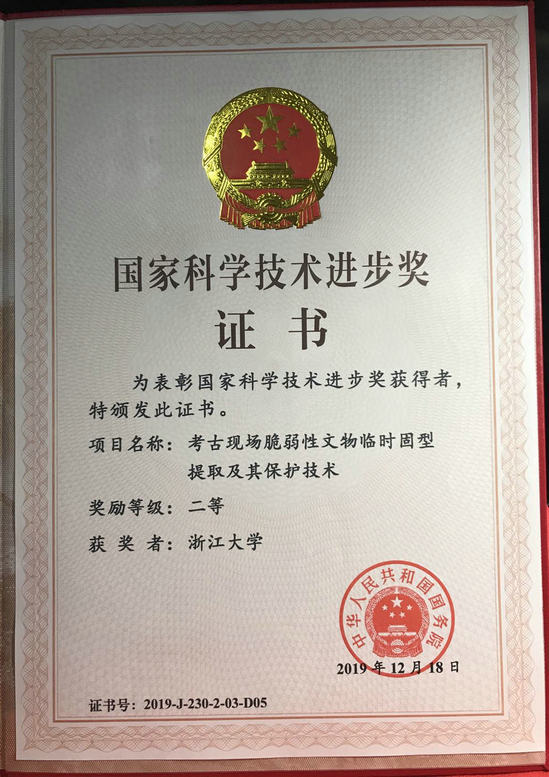 国家科学技术进步奖
证书
为表彰国家科学技术进步奖获得者，
特颁发此证书。
项目名称：考古现场脆弱性文物临时固型
提取及其保护技术
奖励等级：二等
获奖者：浙江大学
中华人民共和国国务院
2019年12月18日
证书号：2019-J-230-2-03-D05